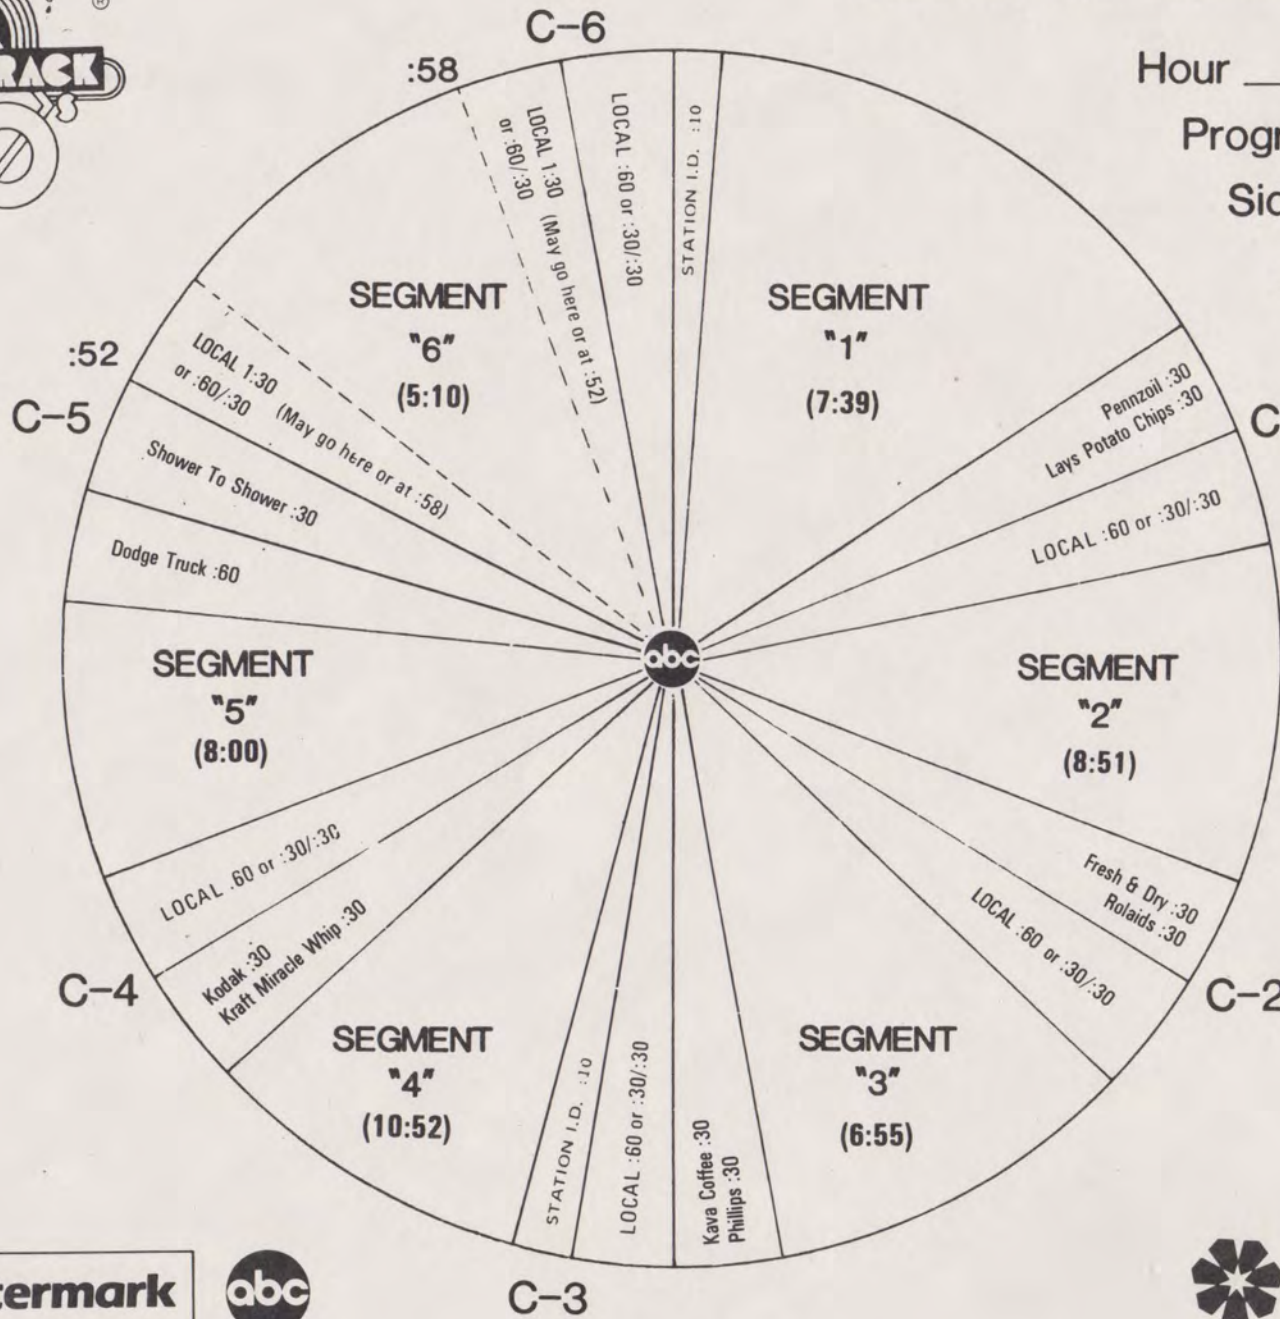 RACK
®
C-6
:58
Hour
LOCAL 1:30 (May go here or at :52)
or :60/:30
LOCAL :60 or :30/:30
STATION I.D. :10
SEGMENT
"1"
(7:39)
Pennzoil :30
Lays Potato Chips :30
LOCAL :60 or :30/:30
SEGMENT
"2"
(8:51)
Fresh & Dry :30
Rolaids :30
C-2
LOCAL :60 or :30/:30
SEGMENT
"3"
(6:55)
Kava Coffee :30
Phillips :30
C-3
LOCAL :60 or :30/:30
STATION I.D. :10
SEGMENT
"4"
(10:52)
Kodak :30
Kraft Miracle Whip :30
C-4
LOCAL .60 or :30/:30
SEGMENT
"5"
(8:00)
Dodge Truck :60
Shower To Shower :30
C-5
:52
LOCAL 1:30 (May go here or at :58)
or :60/:30
SEGMENT
"6"
(5:10)
abc
abc